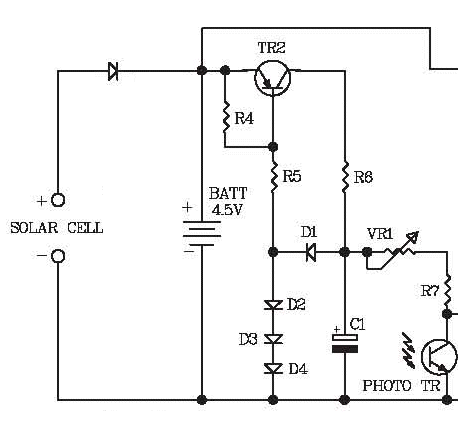 TR2
R4
R5
R6
BATT
4.5V
+
-
+
SOLAR CELL
-
D1
VR1
R7
D2
D3
D4
+
C1
PHOTO TR